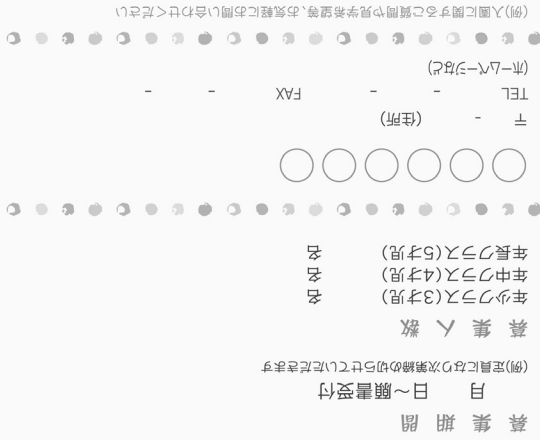 募集期間
月　　日～願書受付
(例)定員になり次第締め切らせていただきます
募集人数
年少クラス(3才児)　　名
年中クラス(4才児)　　名
年長クラス(5才児)　　名
〇〇〇〇〇〇
〒　　-　　(住所)
TEL　　-　　-　　FAX　　-　　-
(ホームページなど)
(例)入園に関するご質問や見学希望等、お気軽にお問い合わせください